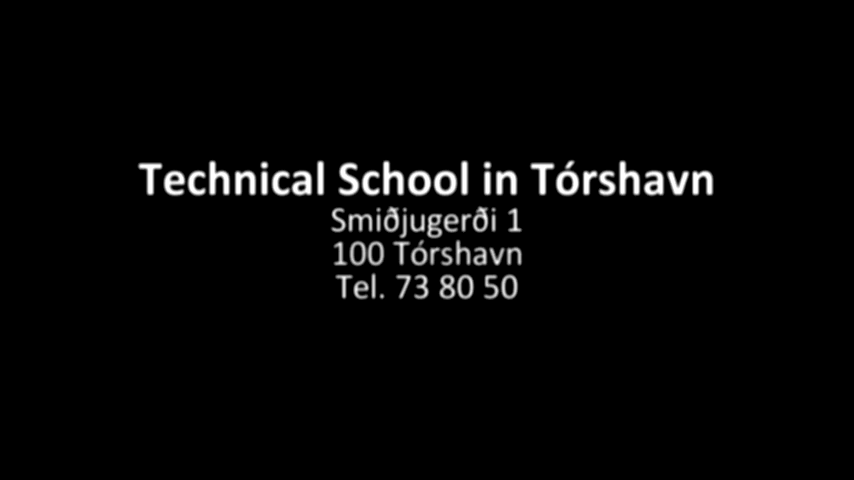 Technical School in Tórshavn
Smiðjugerði 1
100 Tórshavn
Tel. 73 80 50